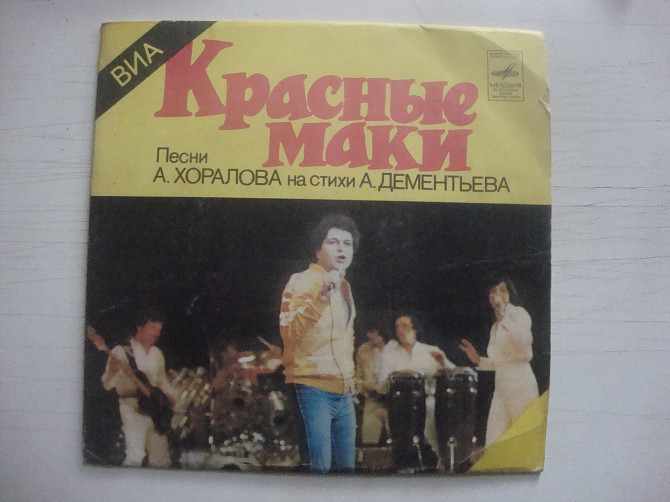 ВИА
Красные
маки
Песни
А. ХОРАЛОВА на стихи А. ДЕМЕНТЬЕВА
МЕЛОДИЯ